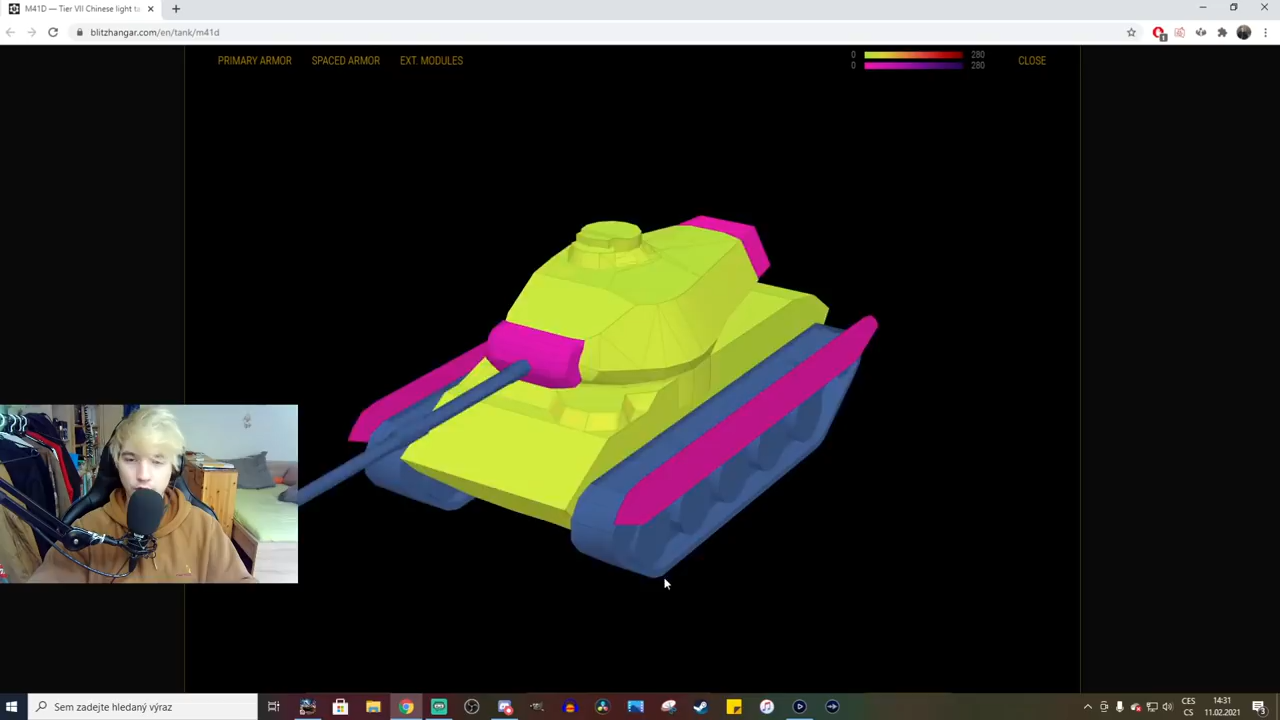 M41D — Tier VII Chinese light ta
blitzhangar.com/en/tank/m41d
1
PRIMARY ARMOR
SPACED ARMOR
EXT. MODULES
0
280
0
280
CLOSE
Sem zadejte hledaný výraz
CES
14:31
CS
11.02.2021